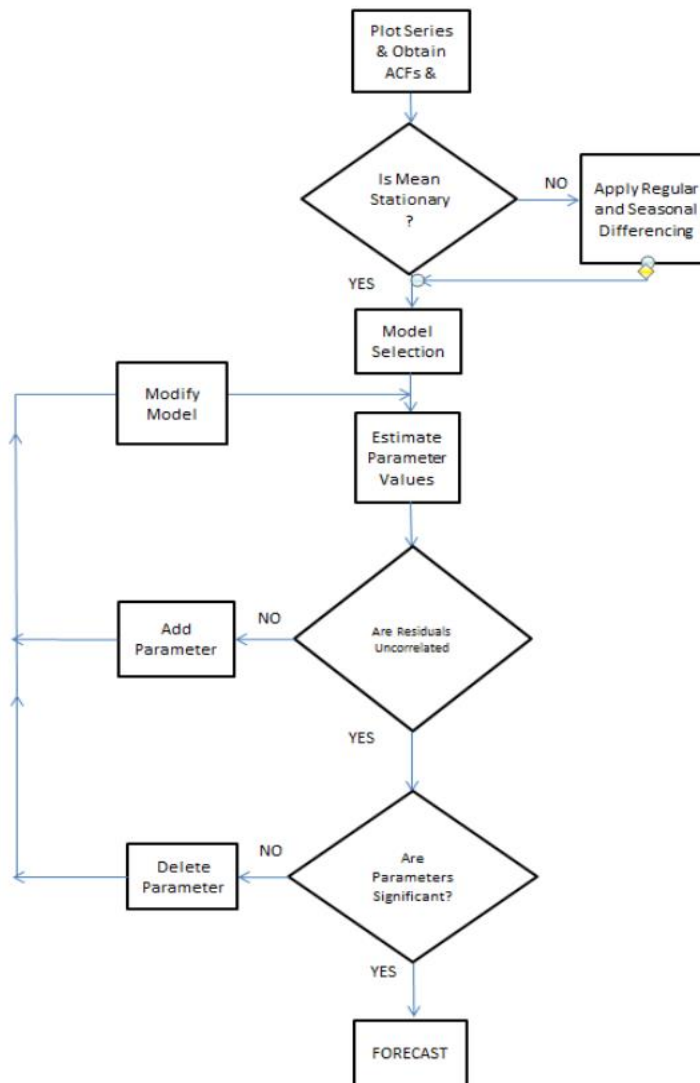 Plot Series
& Obtain
ACFs &
Is Mean
Stationary
?
NO
Apply Regular
and Seasonal
Differencing
YES
Model
Selection
Modify
Model
Estimate
Parameter
Values
Are Residuals
Uncorrelated
NO
Add
Parameter
YES
Are
Parameters
Significant?
NO
Delete
Parameter
YES
FORECAST